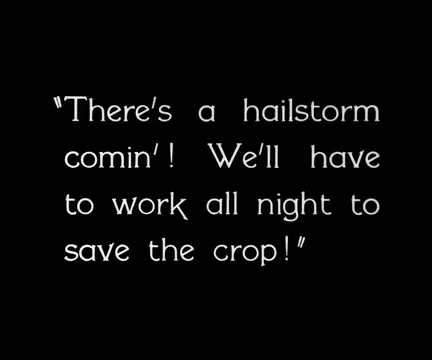 "There's a hailstorm
comin'! We'll have
to work all night to
save the crop!"